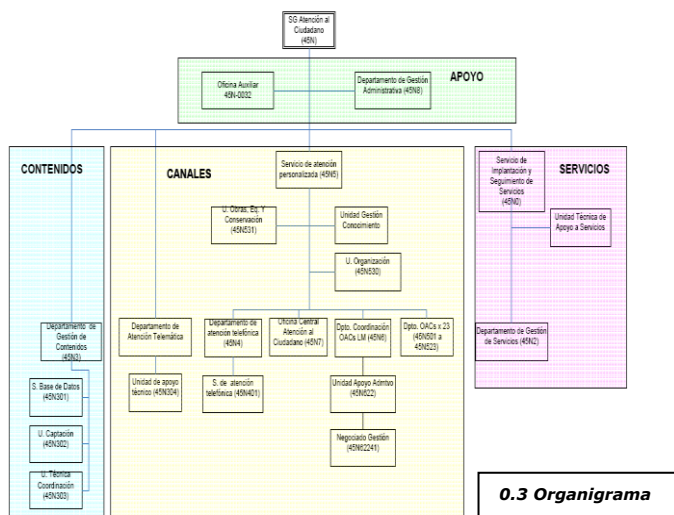 SG Atención al
Ciudadano
(45N)
APOYO
Oficina Auxiliar
45N-0032
Departamento de Gestión
Administrativa (45N8)
CONTENIDOS
CANALES
SERVICIOS
Servicio de atención
personalizada (45N5)
Servicio de
Implantación y
Seguimiento de
Servicios
(45N0)
U. Obras, Eq. Y
Conservación
(45N531)
Unidad Gestión
Conocimiento
Unidad Técnica de
Apoyo a Servicios
U. Organización
(45N530)
Departamento de
Gestión de
Contenidos
(45N3)
Departamento de
Atención Telemática
Departamento de
atención telefónica
(45N4)
Oficina Central
Atención al
Ciudadano (45N7)
Dpto. Coordinación
OACs LM (45N6)
Dpto. OACs x 23
(45N501 a
45N523)
Departamento de Gestión
de Servicios (45N2)
S. Base de Datos
(45N301)
Unidad de apoyo
técnico (45N304)
S. de atención
telefónica (45N401)
Unidad Apoyo Admtvo
(45N622)
U. Captación
(45N302)
Negociado Gestión
(45N62241)
U. Técnica
Coordinación
(45N303)
0.3 Organigrama